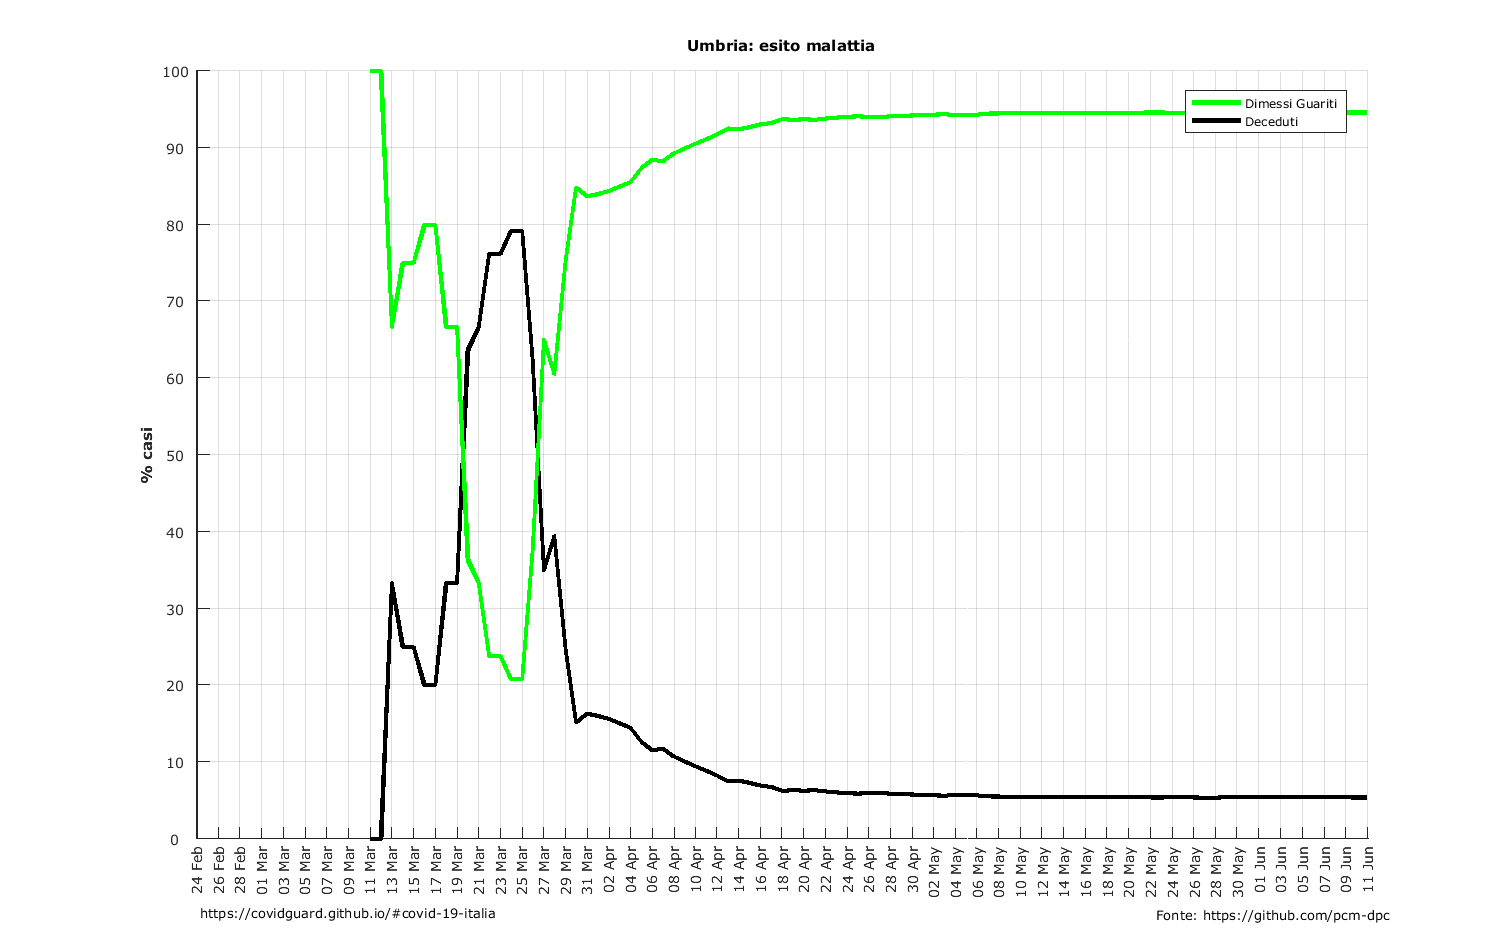 Umbria: esito malattia
Dimessi Guariti
Deceduti
% casi
100
90
80
70
60
50
40
30
20
10
0
24 Feb
26 Feb
28 Feb
01 Mar
03 Mar
05 Mar
07 Mar
09 Mar
11 Mar
13 Mar
15 Mar
17 Mar
19 Mar
21 Mar
23 Mar
25 Mar
27 Mar
29 Mar
31 Mar
02 Apr
04 Apr
06 Apr
08 Apr
10 Apr
12 Apr
14 Apr
16 Apr
18 Apr
20 Apr
22 Apr
24 Apr
26 Apr
28 Apr
30 Apr
02 May
04 May
06 May
08 May
10 May
12 May
14 May
16 May
18 May
20 May
22 May
24 May
26 May
28 May
30 May
01 Jun
03 Jun
05 Jun
07 Jun
09 Jun
11 Jun
https://covidguard.github.io/#covid-19-italia
Fonte: https://github.com/pcm-dpc